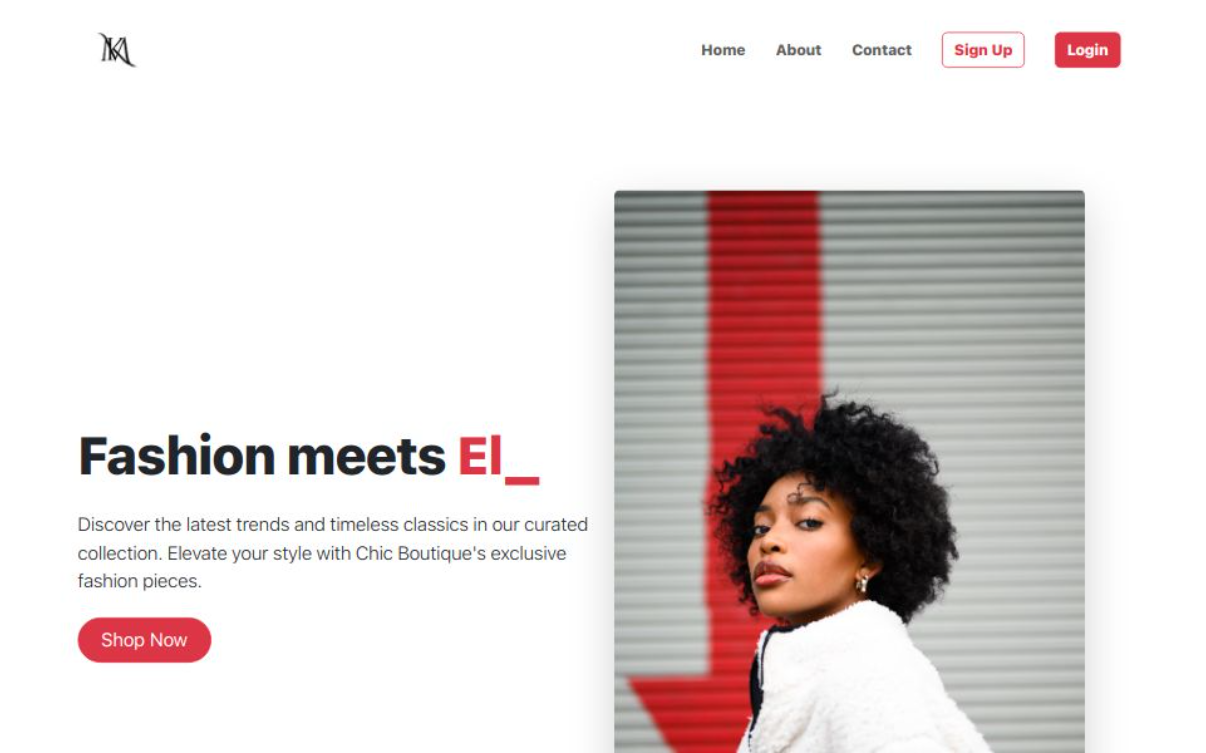 Home About Contact Sign Up Login
Fashion meets El_
Discover the latest trends and timeless classics in our curated
collection. Elevate your style with Chic Boutique's exclusive
fashion pieces.
Shop Now